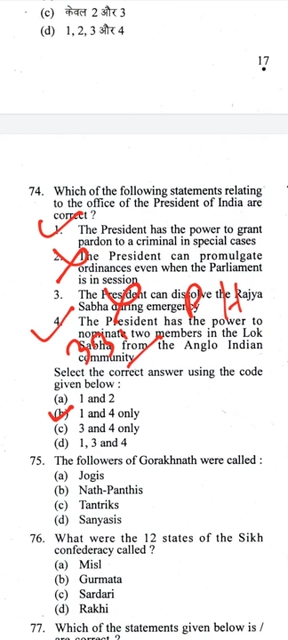 (c) केवल 2 और 3
(d) 1, 2, 3 और 4
17
74. Which of the following statements relating
to the office of the President of India are
correct ?
1. The President has the power to grant
pardon to a criminal in special cases
2. The President can promulgate
ordinances even when the Parliament
is in session
3. The President can dissolve the Rajya
Sabha during emergency
4. The President has the power to
nominate two members in the Lok
Sabha from the Anglo Indian
community
Select the correct answer using the code
given below :
(a) 1 and 2
(b) 1 and 4 only
(c) 3 and 4 only
(d) 1, 3 and 4
75. The followers of Gorakhnath were called :
(a) Jogis
(b) Nath-Panthis
(c) Tantriks
(d) Sanyasis
76. What were the 12 states of the Sikh
confederacy called ?
(a) Misl
(b) Gurmata
(c) Sardari
(d) Rakhi
77. Which of the statements given below is /
are correct ?